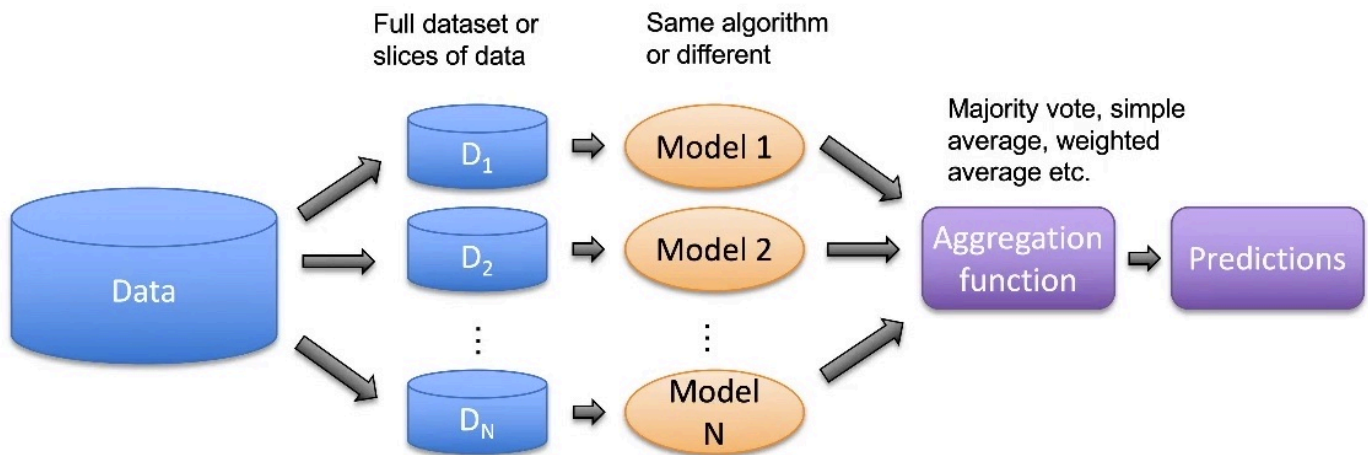 Full dataset or
slices of data
Same algorithm
or different
Majority vote, simple
average, weighted
average etc.
Data
D₁
D₂
⋮
D_N
Model 1
Model 2
⋮
Model
N
Aggregation
function
Predictions